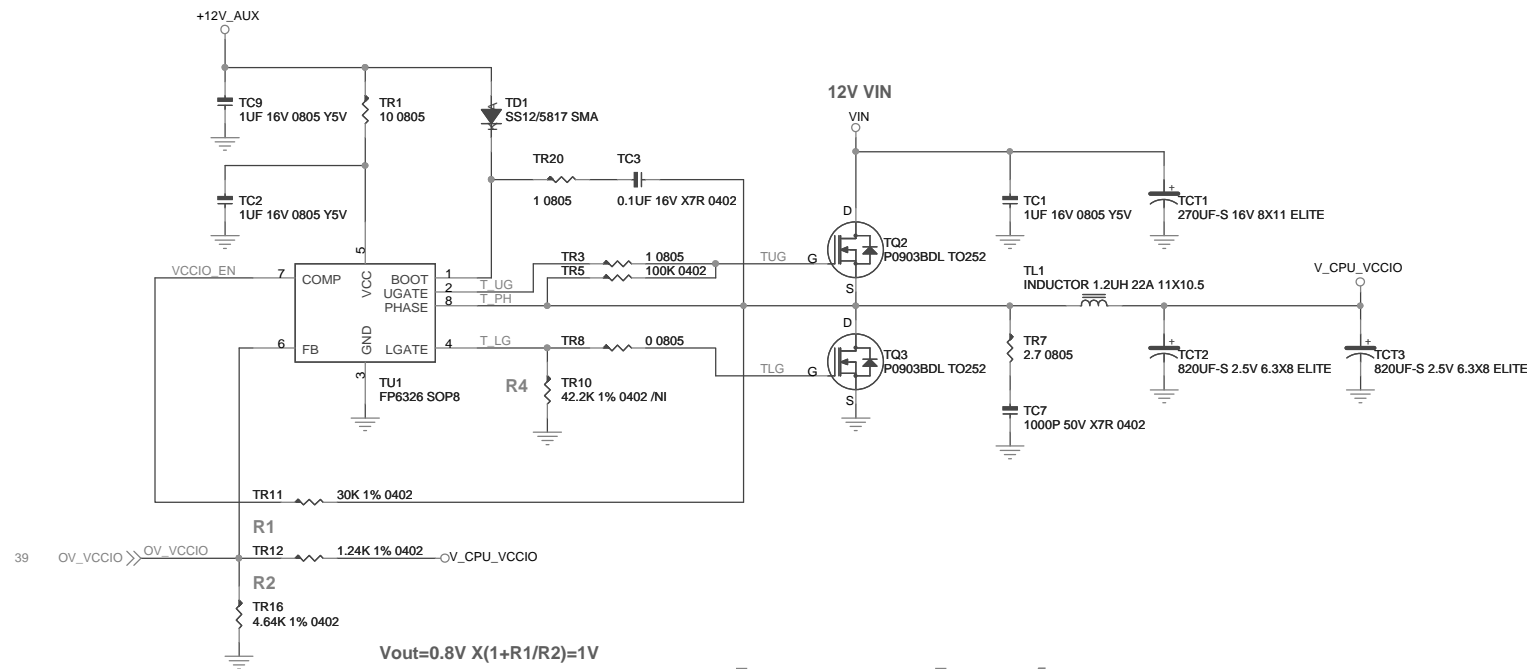 +12V_AUX
TC9
1UF 16V 0805 Y5V
TR1
10 0805
A
TD1
SS12/5817 SMA
12V VIN
VIN
TR20
1 0805
TC3
0.1UF 16V X7R 0402
TC2
1UF 16V 0805 Y5V
TC1
1UF 16V 0805 Y5V
+
TCT1
270UF-S 16V 8X11 ELITE
D
TQ2
P0903BDL TO252
G
S
VCCIO_EN
7
COMP
5
VCC
BOOT
1
UGATE
2
T_UG
PHASE
8
T_PH
TR3
1 0805
TR5
100K 0402
TUG
TL1
INDUCTOR 1.2UH 22A 11X10.5
V_CPU_VCCIO
6
FB
GND
3
LGATE
4
T_LG
TR8
0 0805
TLG
D
TQ3
P0903BDL TO252
G
S
TU1
FP6326 SOP8
R4
TR10
42.2K 1% 0402 /NI
TR7
2.7 0805
+
TCT2
820UF-S 2.5V 6.3X8 ELITE
+
TCT3
820UF-S 2.5V 6.3X8 ELITE
TC7
1000P 50V X7R 0402
TR11
30K 1% 0402
R1
39
OV_VCCIO
OV_VCCIO
TR12
1.24K 1% 0402
V_CPU_VCCIO
R2
TR16
4.64K 1% 0402
Vout=0.8V X(1+R1/R2)=1V